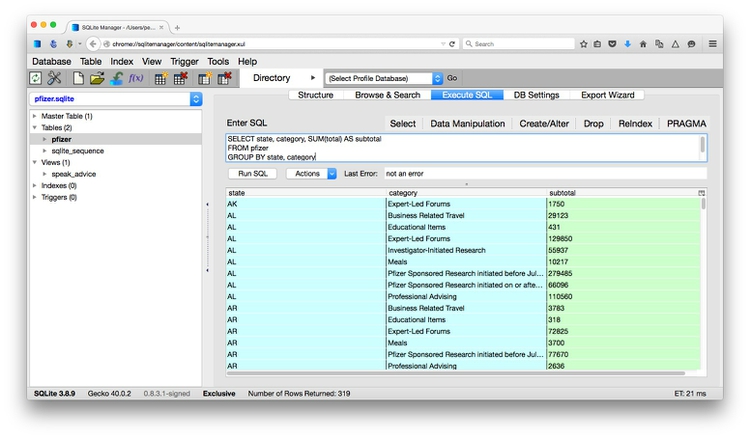 SQLite Manager - /Users/pe...
chrome://sqlitemanager/content/sqlitemanager.xul
Search
Database Table Index View Trigger Tools Help
f(x) Directory (Select Profile Database) Go
pfizer.sqlite
Structure Browse & Search Execute SQL DB Settings Export Wizard
Master Table (1)
Tables (2)
pfizer
sqlite_sequence
Views (1)
speak_advice
Indexes (0)
Triggers (0)
Enter SQL Select Data Manipulation Create/Alter Drop ReIndex PRAGMA
SELECT state, category, SUM(total) AS subtotal
FROM pfizer
GROUP BY state, category
Run SQL Actions Last Error: not an error
state category subtotal
AK Expert-Led Forums 1750
AL Business Related Travel 29123
AL Educational Items 431
AL Expert-Led Forums 129850
AL Investigator-Initiated Research 55937
AL Meals 10217
AL Pfizer Sponsored Research initiated before Jul... 279485
AL Pfizer Sponsored Research initiated on or afte... 66096
AL Professional Advising 110560
AR Business Related Travel 3783
AR Educational Items 318
AR Expert-Led Forums 72825
AR Meals 3700
AR Pfizer Sponsored Research initiated before Jul... 77670
AR Professional Advising 2636
SQLite 3.8.9 Gecko 40.0.2 0.8.3.1-signed Exclusive Number of Rows Returned: 319 ET: 21 ms